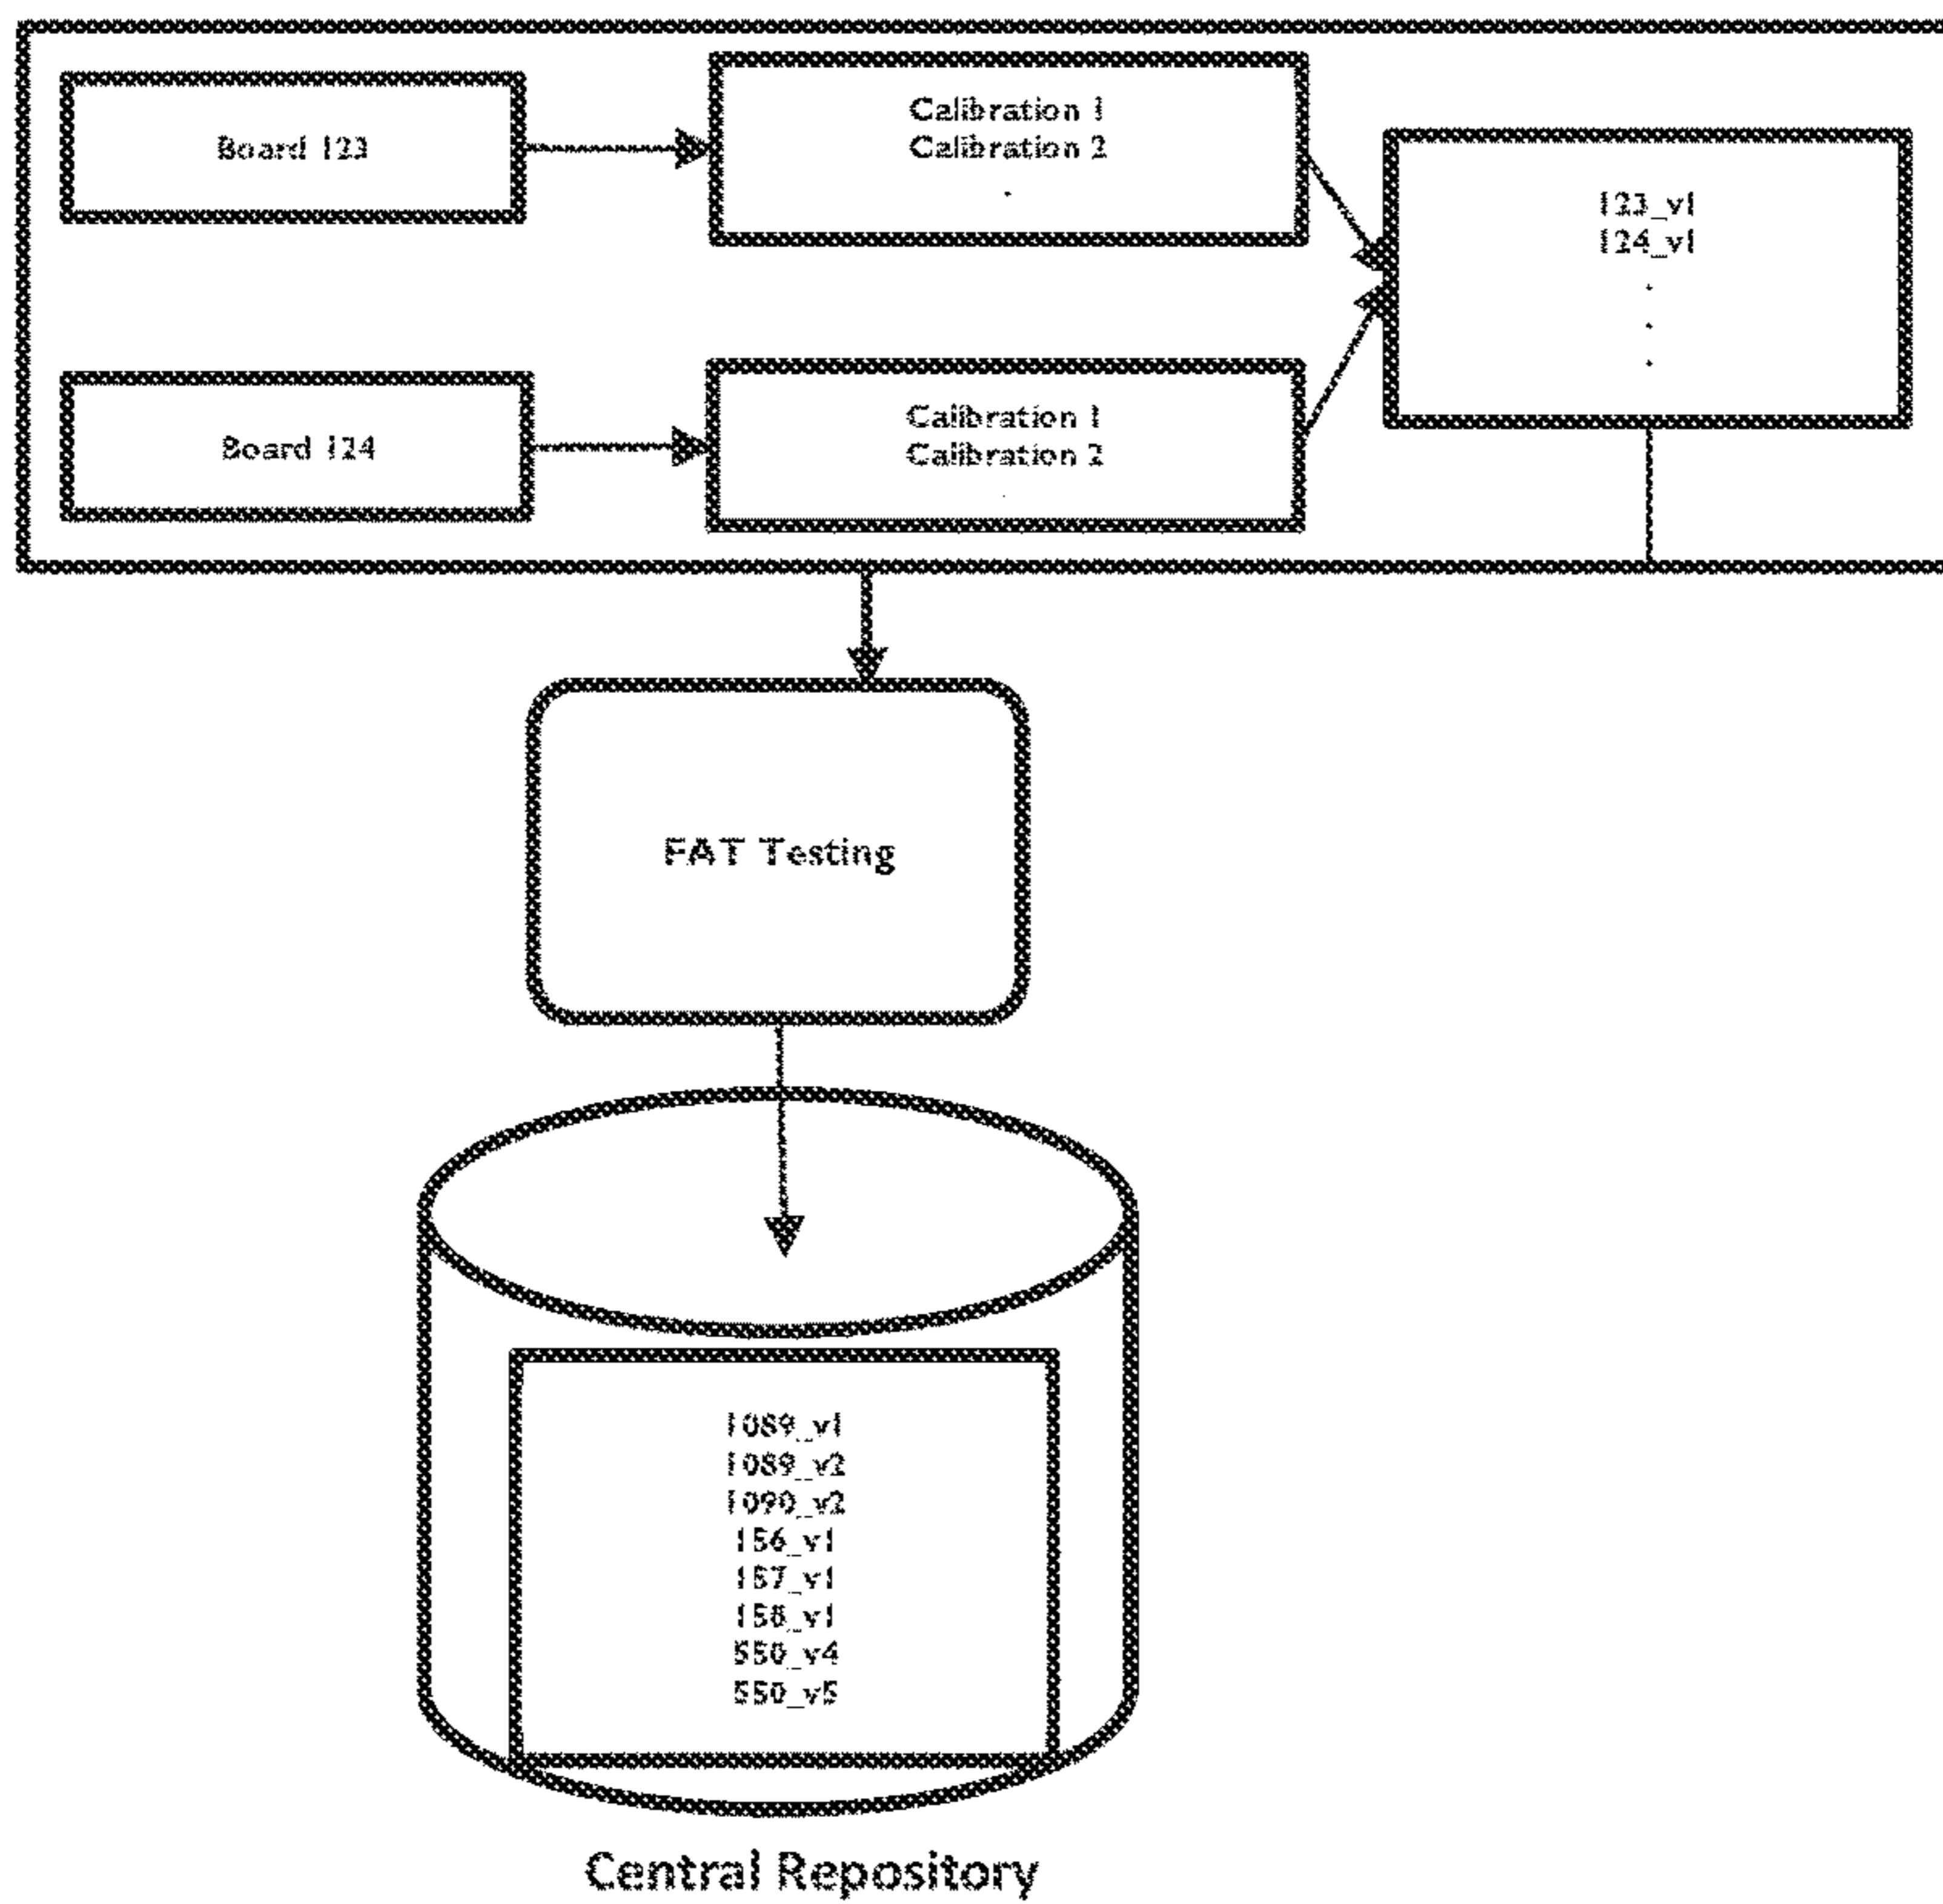 Board 123
Calibration 1
Calibration 2
.
123_v1
124_v1
.
.
.
Board 124
Calibration 1
Calibration 2
.
FAT Testing
1089_v1
1089_v2
1090_v2
156_v1
157_v1
158_v1
550_v4
550_v5
Central Repository